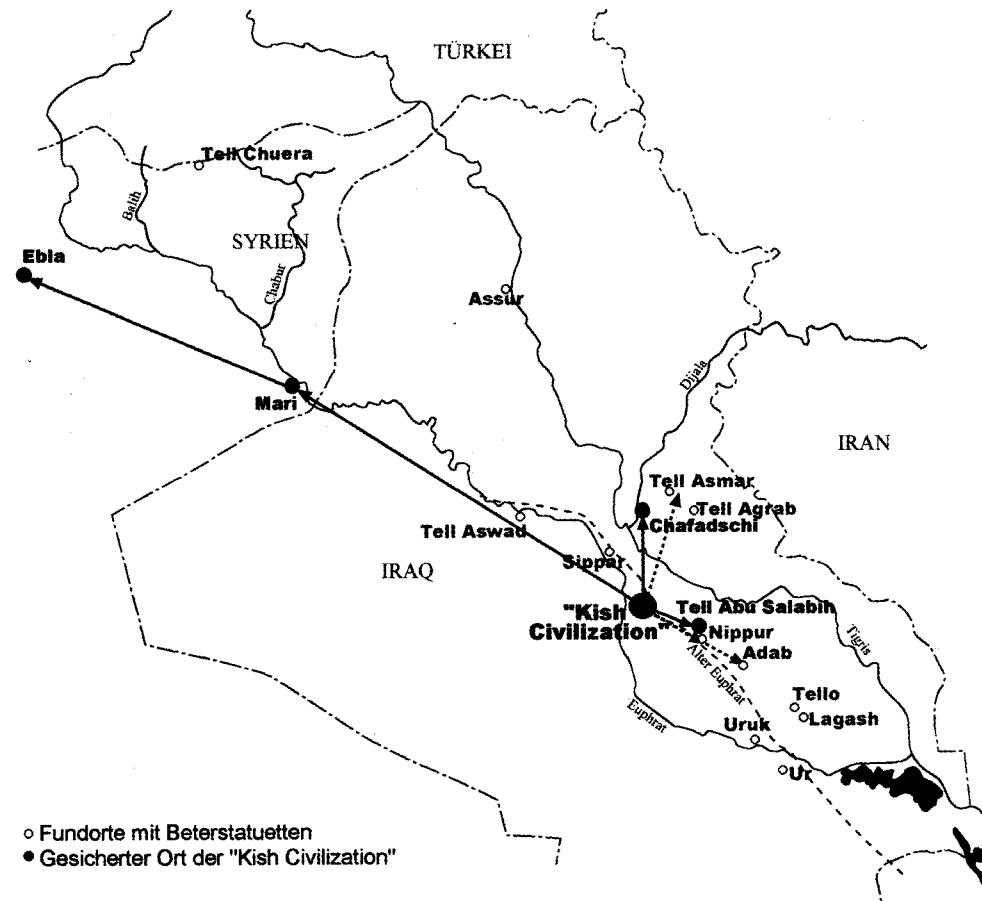 TÜRKEI
Tell Chuera
Balih
SYRIEN
Ebla
Chabur
Assur
Dijala
Mari
IRAN
Tell Asmar
Tell Agrab
Chafadschi
Tell Aswad
Sippar
IRAQ
"Kish
Civilization"
Tell Abu Salabih
Nippur
Adab
Alter Euphrat
Tigris
Tello
Lagash
Euphrat
Uruk
Ur
Fundorte mit Beterstatuetten
Gesicherter Ort der "Kish Civilization"